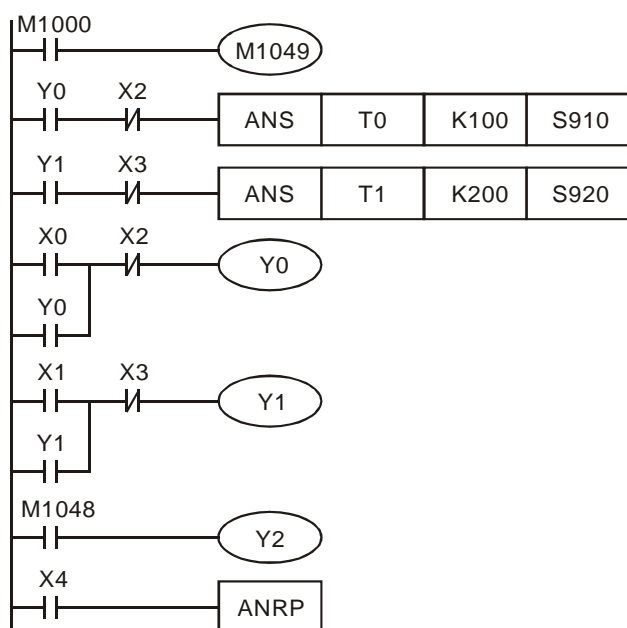 M1000
M1049
Y0 X2
ANS T0 K100 S910
Y1 X3
ANS T1 K200 S920
X0 X2
Y0
Y0
X1 X3
Y1
Y1
M1048
Y2
X4
ANRP